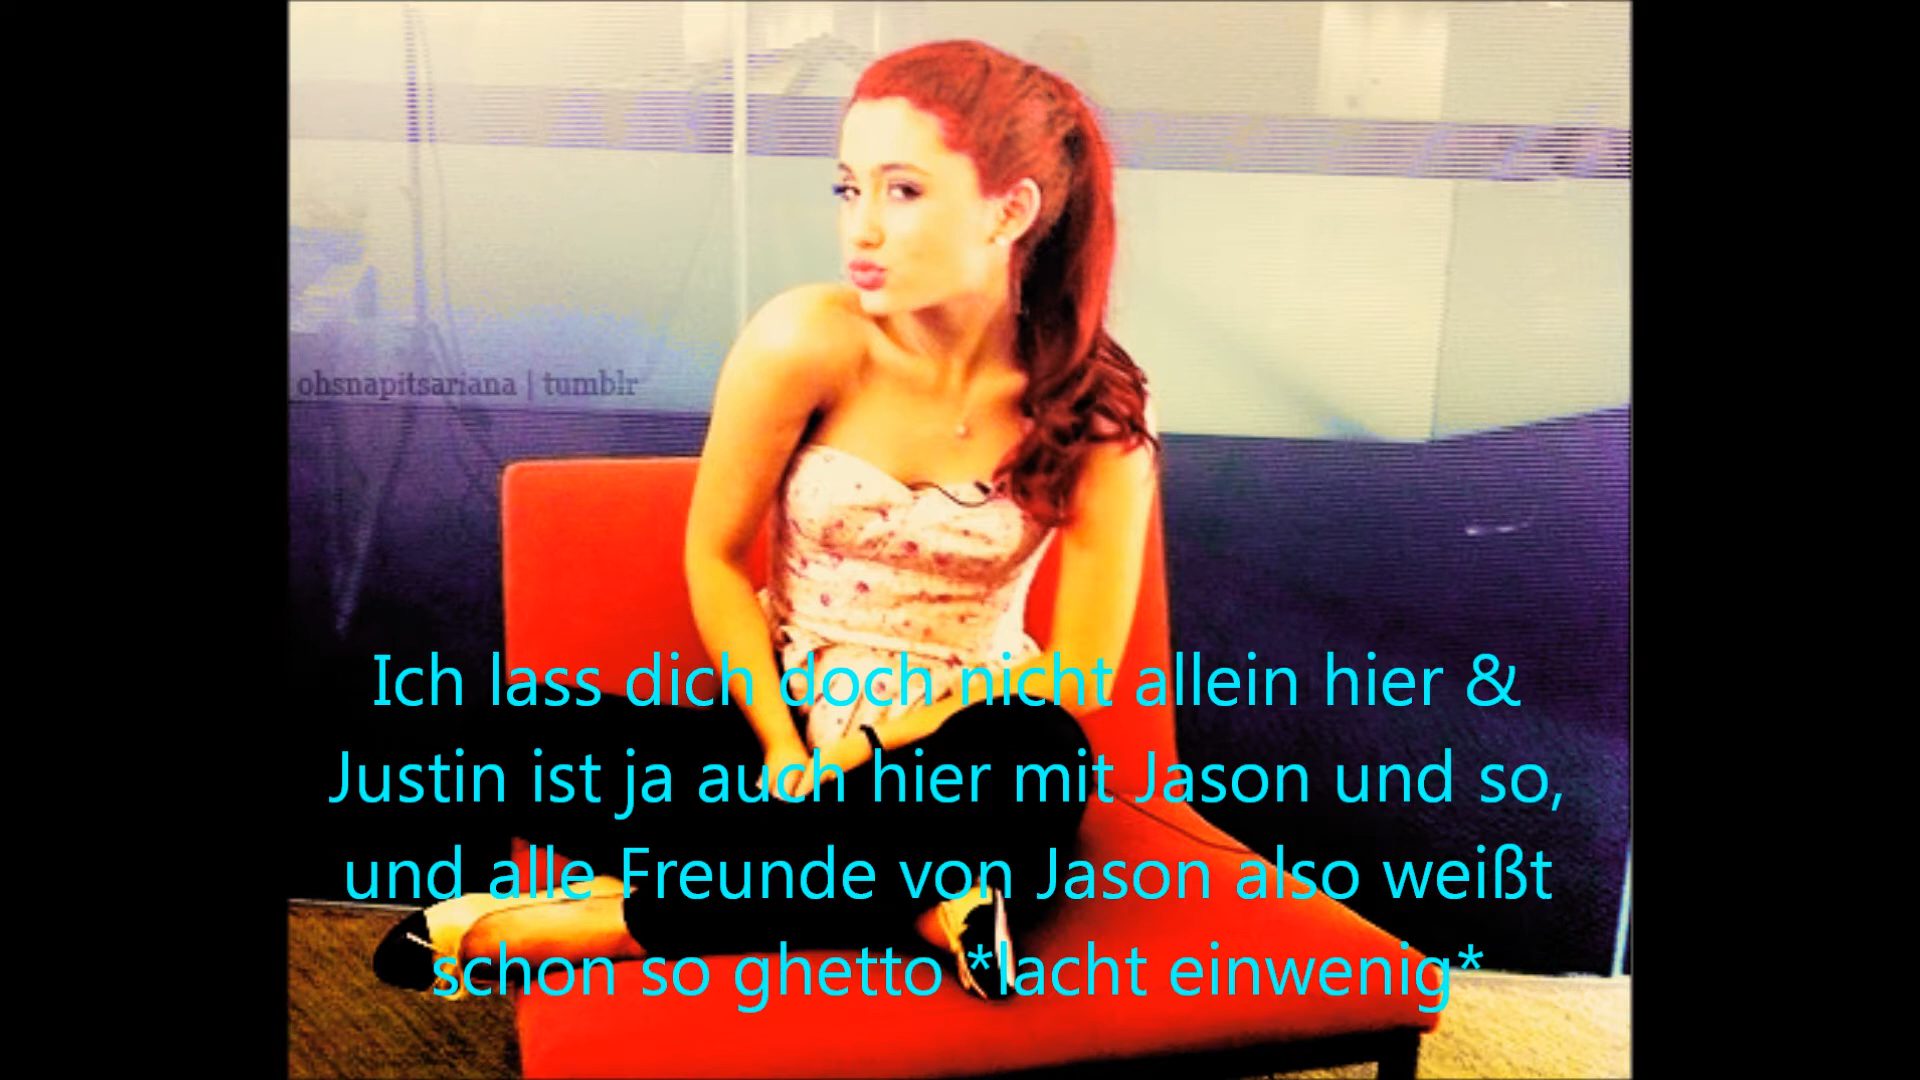 ohsnapitsariana | tumblr
Ich lass dich doch nicht allein hier &
Justin ist ja auch hier mit Jason und so,
und alle Freunde von Jason also weißt
schon so ghetto *lacht einwenig*